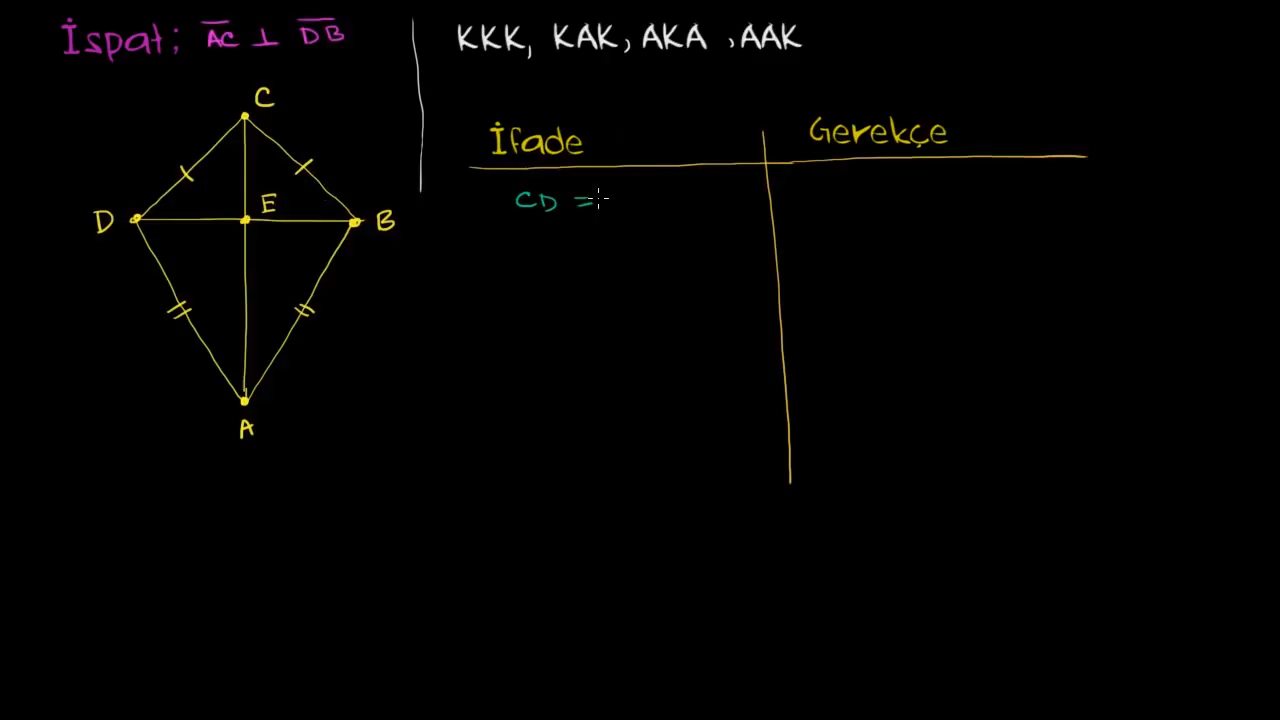 İspat; AC ⊥ DB
KKK, KAK, AKA, AAK
İfade
Gerekçe
CD =
C
D
E
B
A